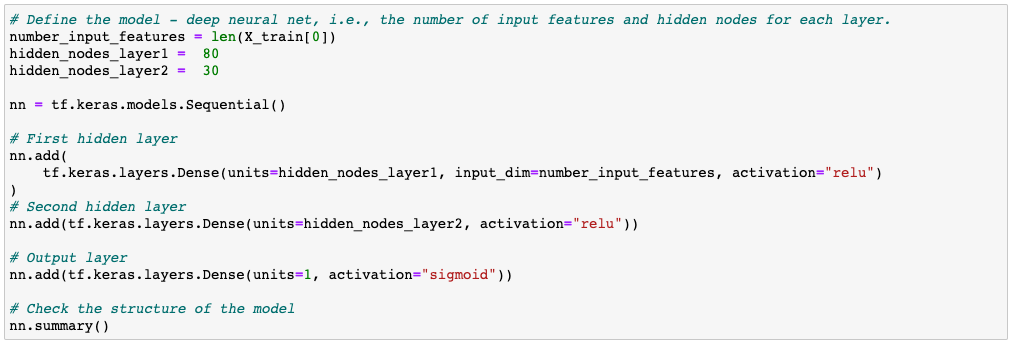 # Define the model - deep neural net, i.e., the number of input features and hidden nodes for each layer.
number_input_features = len(X_train[0])
hidden_nodes_layer1 =  80
hidden_nodes_layer2 =  30

nn = tf.keras.models.Sequential()

# First hidden layer
nn.add(
    tf.keras.layers.Dense(units=hidden_nodes_layer1, input_dim=number_input_features, activation="relu")
)
# Second hidden layer
nn.add(tf.keras.layers.Dense(units=hidden_nodes_layer2, activation="relu"))

# Output layer
nn.add(tf.keras.layers.Dense(units=1, activation="sigmoid"))

# Check the structure of the model
nn.summary()